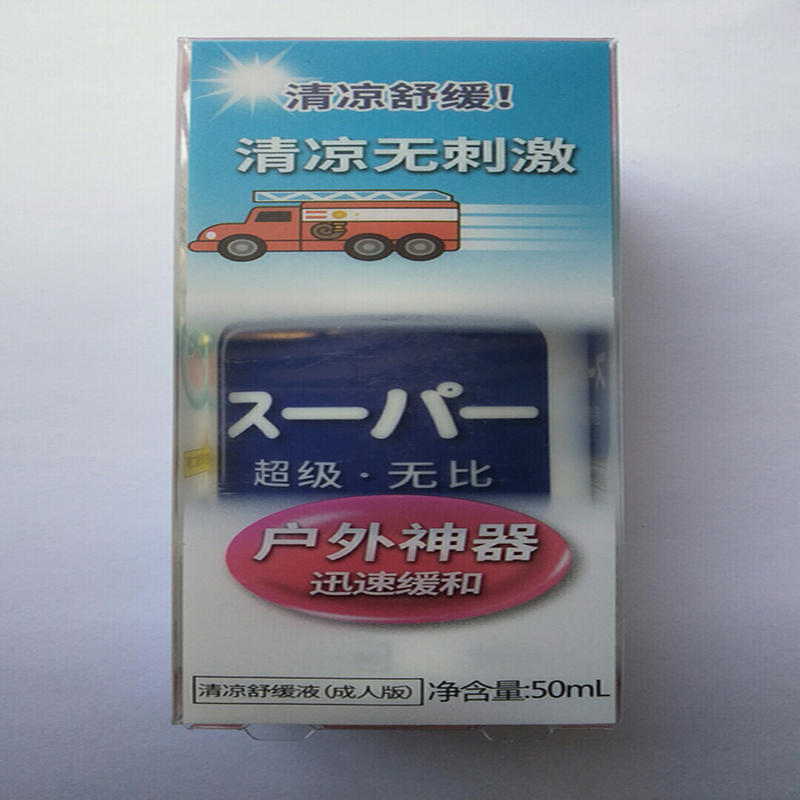 清凉舒缓!
清凉无刺激
スーパー
超级·无比
户外神器
迅速缓和
清凉舒缓液(成人版)
净含量:50mL